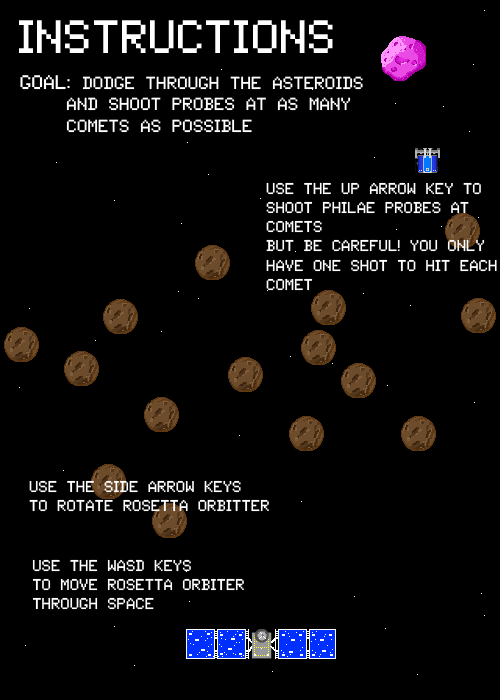 INSTRUCTIONS
GOAL: DODGE THROUGH THE ASTEROIDS
AND SHOOT PROBES AT AS MANY
COMETS AS POSSIBLE
USE THE UP ARROW KEY TO
SHOOT PHILAE PROBES AT
COMETS
BUT BE CAREFUL! YOU ONLY
HAVE ONE SHOT TO HIT EACH
COMET
USE THE SIDE ARROW KEYS
TO ROTATE ROSETTA ORBITTER
USE THE WASD KEYS
TO MOVE ROSETTA ORBITER
THROUGH SPACE